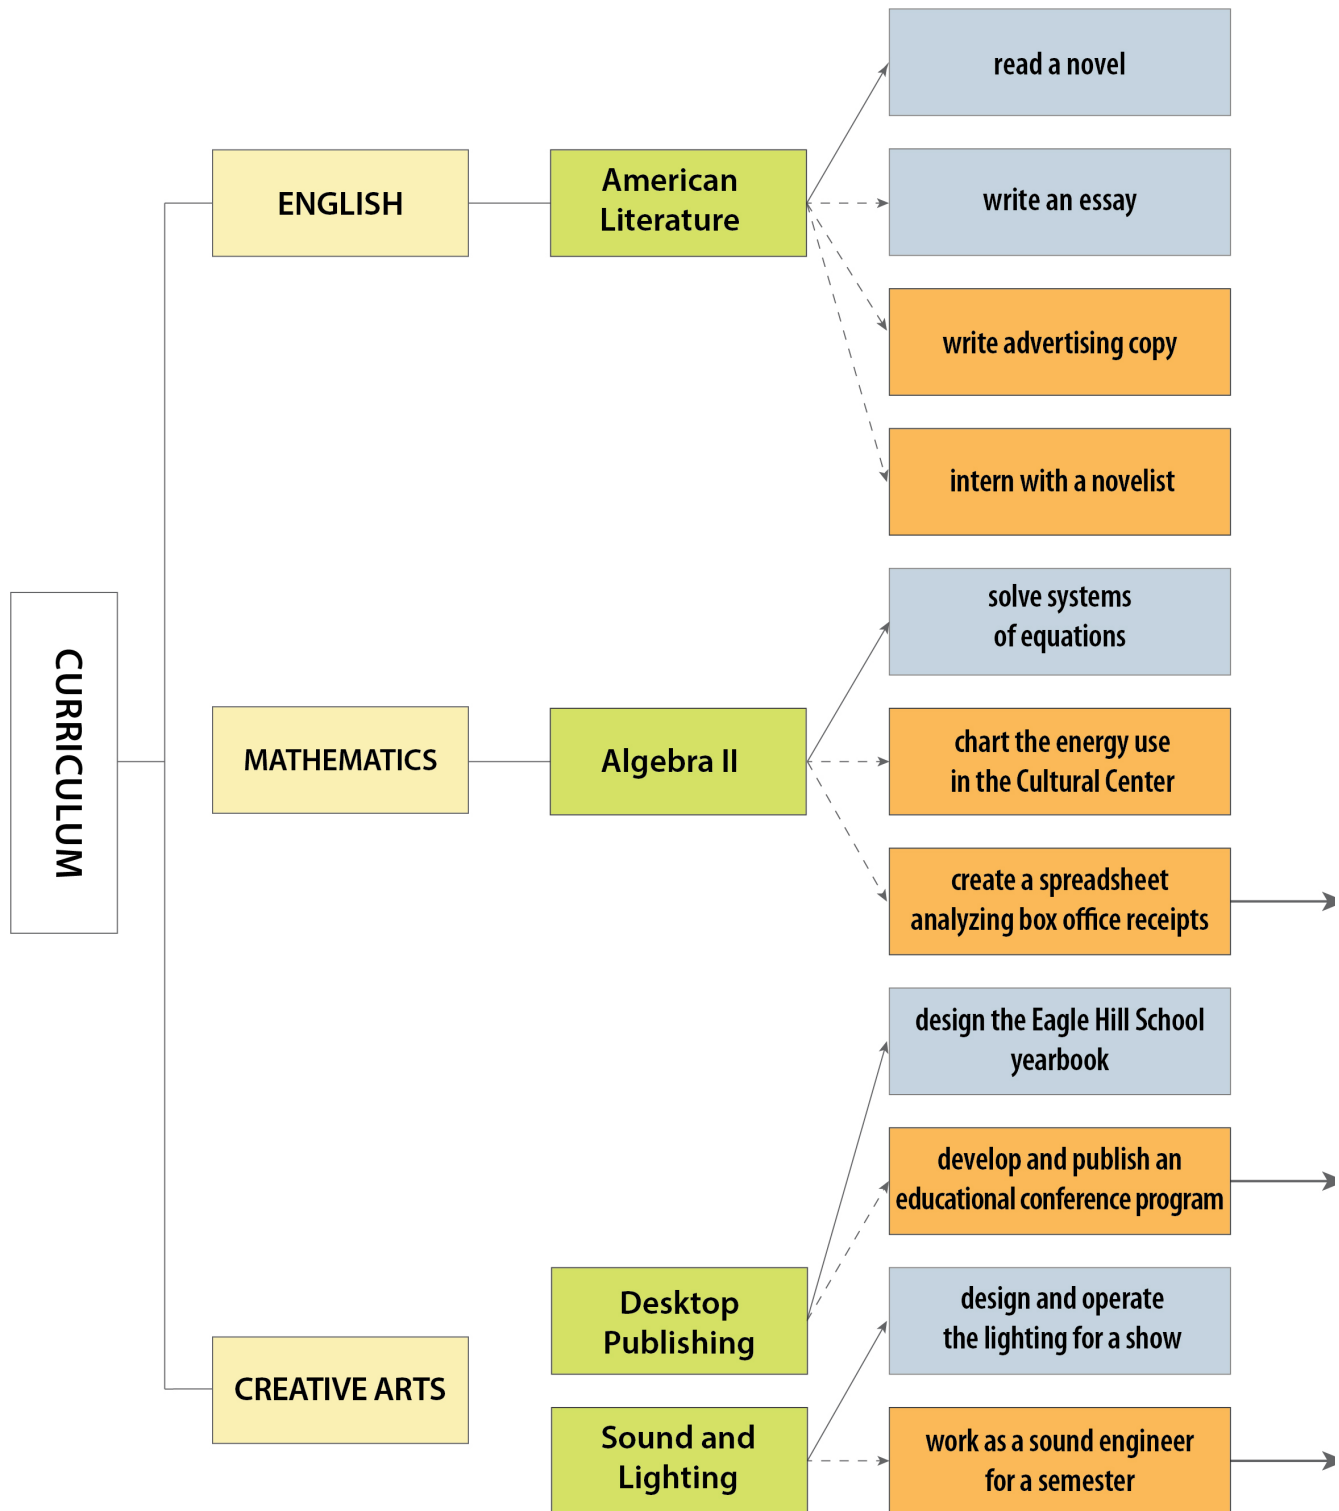 CURRICULUM
ENGLISH
American
Literature
read a novel
write an essay
write advertising copy
intern with a novelist
MATHEMATICS
Algebra II
solve systems
of equations
chart the energy use
in the Cultural Center
create a spreadsheet
analyzing box office receipts
CREATIVE ARTS
Desktop
Publishing
design the Eagle Hill School
yearbook
develop and publish an
educational conference program
Sound and
Lighting
design and operate
the lighting for a show
work as a sound engineer
for a semester